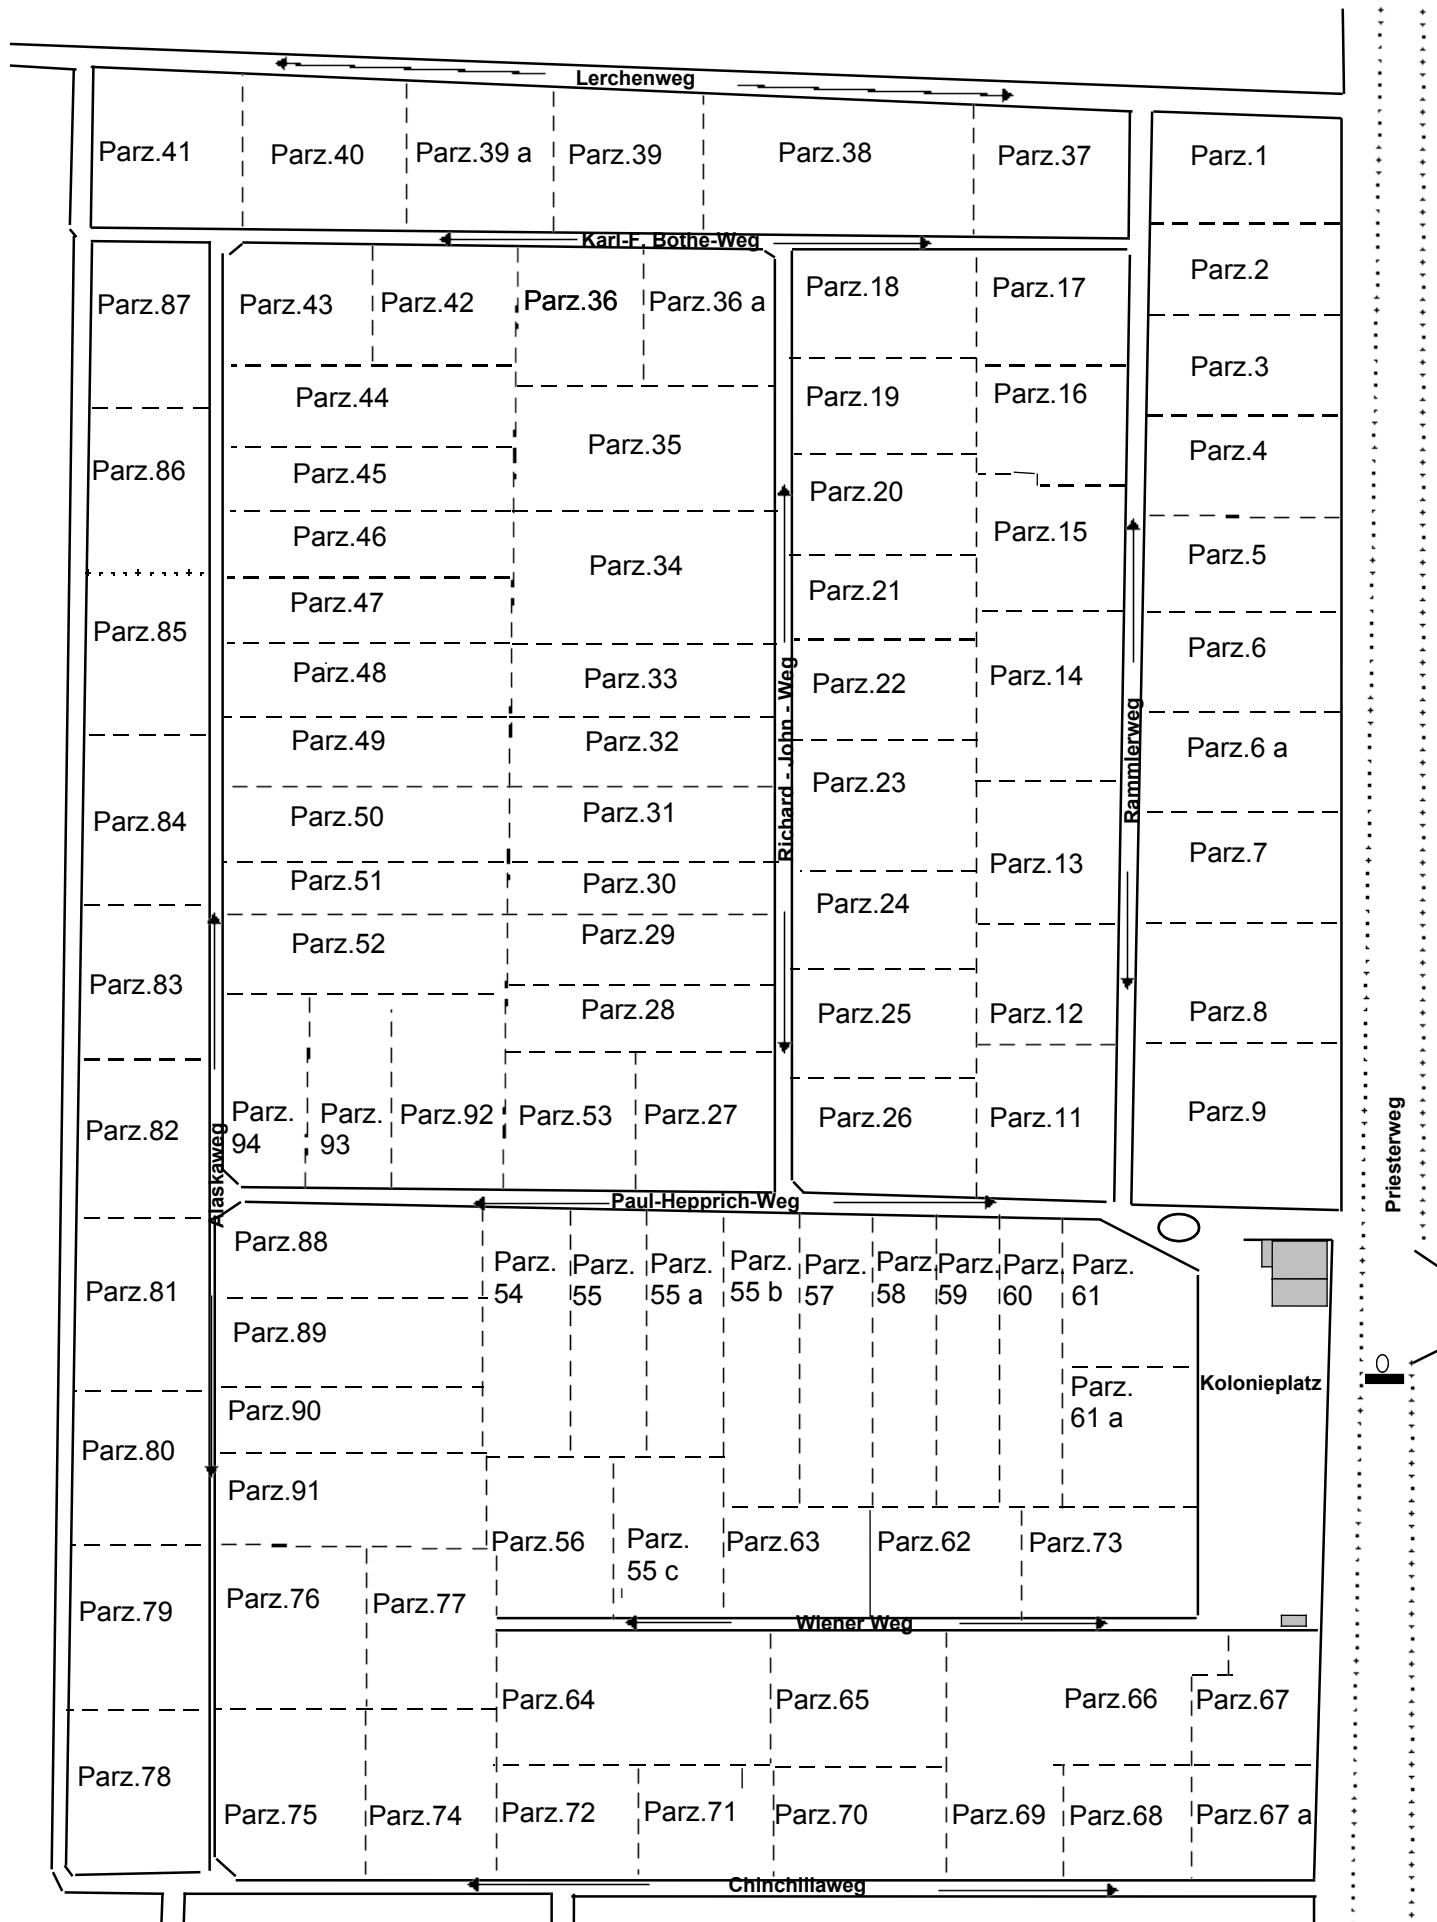 Lerchenweg
Parz.41
Parz.40
Parz.39 a
Parz.39
Parz.38
Parz.37
Parz.1
Karl-F. Bothe-Weg
Parz.2
Parz.87
Parz.43
Parz.42
Parz.36
Parz.36 a
Parz.18
Parz.17
Parz.3
Parz.44
Parz.19
Parz.16
Parz.35
Parz.4
Parz.86
Parz.45
Parz.20
Parz.46
Parz.15
Parz.34
Parz.5
Parz.47
Parz.21
Parz.85
Parz.6
Parz.48
Parz.33
Parz.22
Parz.14
Parz.49
Parz.32
Parz.6 a
Richard - John - Weg
Rammlerweg
Parz.23
Parz.84
Parz.50
Parz.31
Parz.7
Parz.13
Parz.51
Parz.30
Parz.24
Parz.52
Parz.29
Parz.83
Parz.28
Parz.25
Parz.12
Parz.8
Parz.82
Alaskaweg
Parz.
94
Parz.
93
Parz.92
Parz.53
Parz.27
Parz.26
Parz.11
Parz.9
Priesterweg
Paul-Hepprich-Weg
Parz.88
Parz.81
Parz.
54
Parz.
55
Parz.
55 a
Parz.
55 b
Parz.
57
Parz.
58
Parz.
59
Parz.
60
Parz.
61
Parz.89
Parz.90
Parz.
61 a
Kolonieplatz
Parz.80
Parz.91
Parz.56
Parz.
55 c
Parz.63
Parz.62
Parz.73
Parz.79
Parz.76
Parz.77
Wiener Weg
Parz.64
Parz.65
Parz.66
Parz.67
Parz.78
Parz.75
Parz.74
Parz.72
Parz.71
Parz.70
Parz.69
Parz.68
Parz.67 a
Chinchillaweg